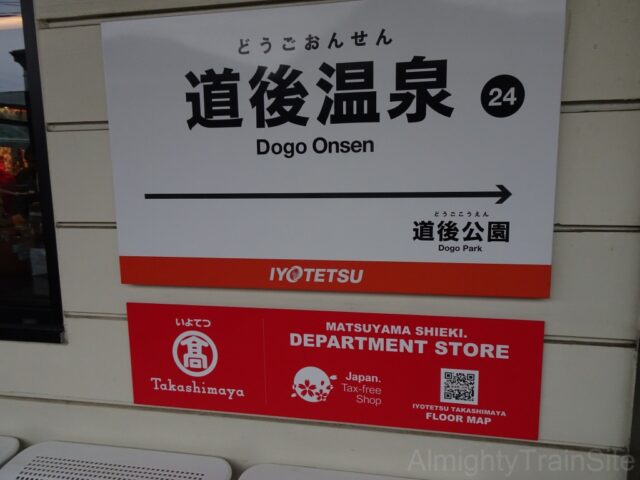 どうごおんせん
道後温泉 24
Dogo Onsen
どうごこうえん
道後公園
Dogo Park
IYOTETSU
いよてつ
髙
Takashimaya
MATSUYAMA SHIEKI.
DEPARTMENT STORE
Japan.
Tax-free
Shop
IYOTETSU TAKASHIMAYA
FLOOR MAP
AlmightyTrainSite